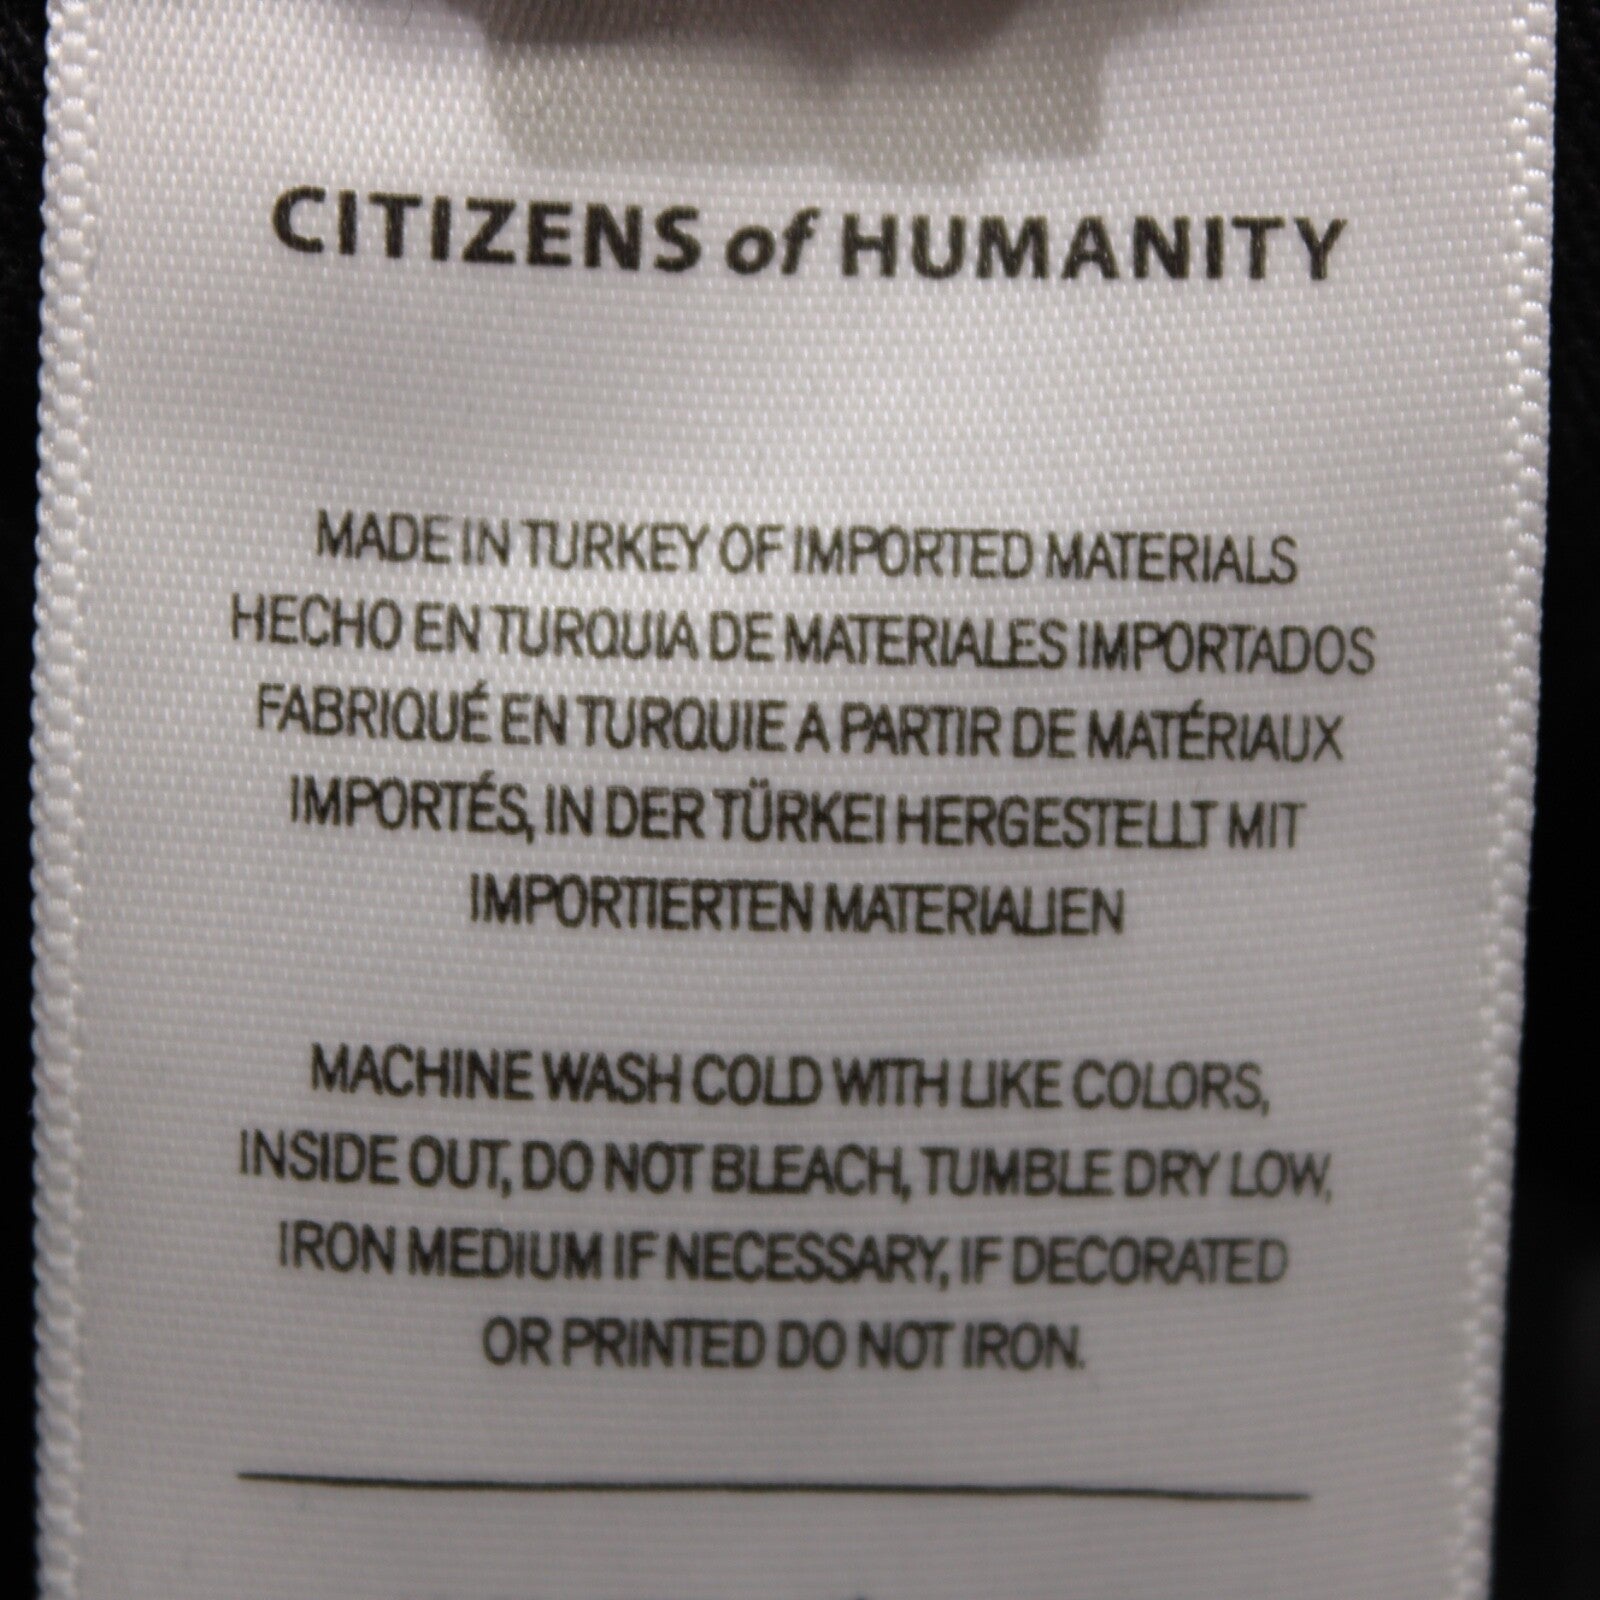 CITIZENS of HUMANITY
MADE IN TURKEY OF IMPORTED MATERIALS
HECHO EN TURQUIA DE MATERIALES IMPORTADOS
FABRIQUÉ EN TURQUIE A PARTIR DE MATÉRIAUX
IMPORTÉS, IN DER TÜRKEI HERGESTELLT MIT
IMPORTIERTEN MATERIALIEN
MACHINE WASH COLD WITH LIKE COLORS,
INSIDE OUT, DO NOT BLEACH, TUMBLE DRY LOW,
IRON MEDIUM IF NECESSARY, IF DECORATED
OR PRINTED DO NOT IRON.